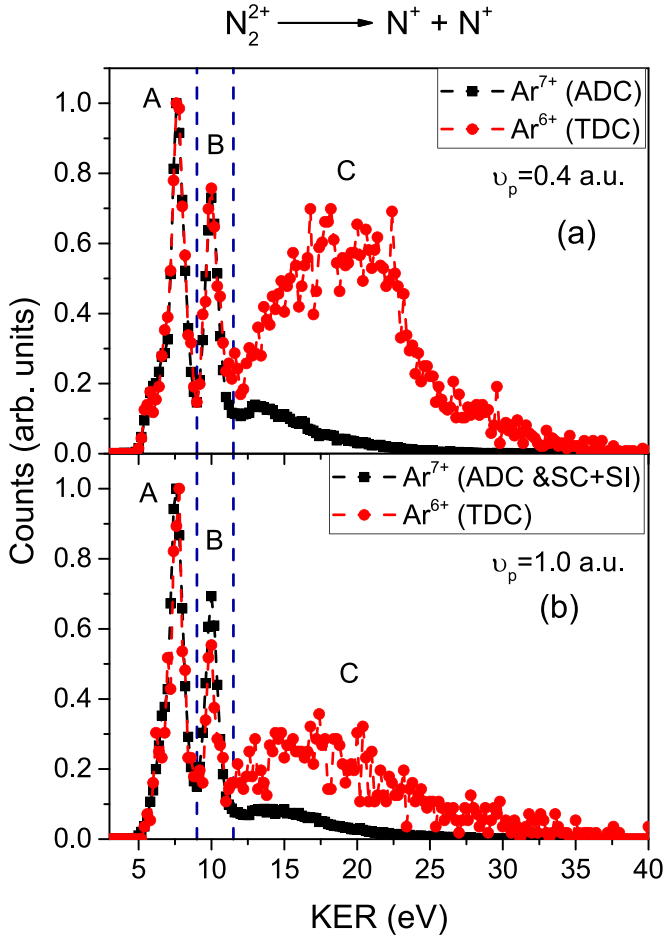 N₂²⁺ ⟶ N⁺ + N⁺
Counts (arb. units)
1.0
0.8
0.6
0.4
0.2
0.0
A
B
C
Ar⁷⁺ (ADC)
Ar⁶⁺ (TDC)
υₚ=0.4 a.u.
(a)
1.0
0.8
0.6
0.4
0.2
0.0
A
B
C
Ar⁷⁺ (ADC &SC+SI)
Ar⁶⁺ (TDC)
υₚ=1.0 a.u.
(b)
5 10 15 20 25 30 35 40
KER (eV)